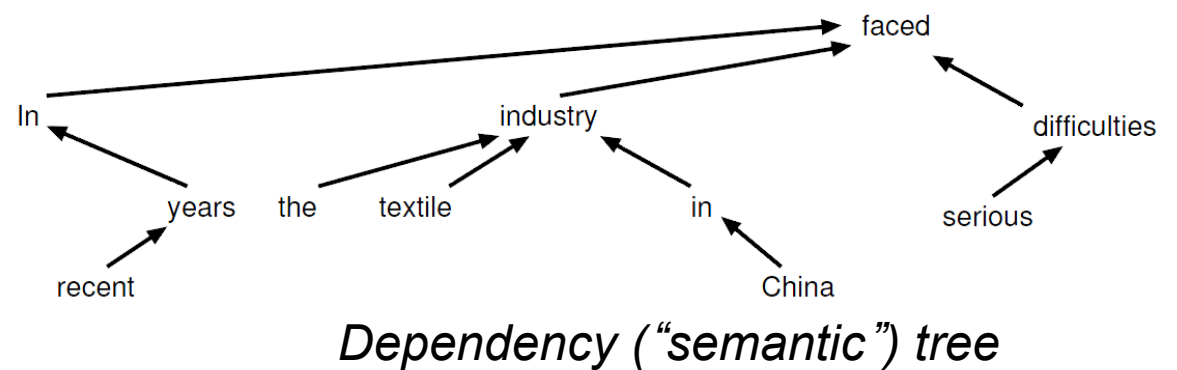 faced
In industry difficulties
years the textile in serious
recent China
Dependency (“semantic”) tree